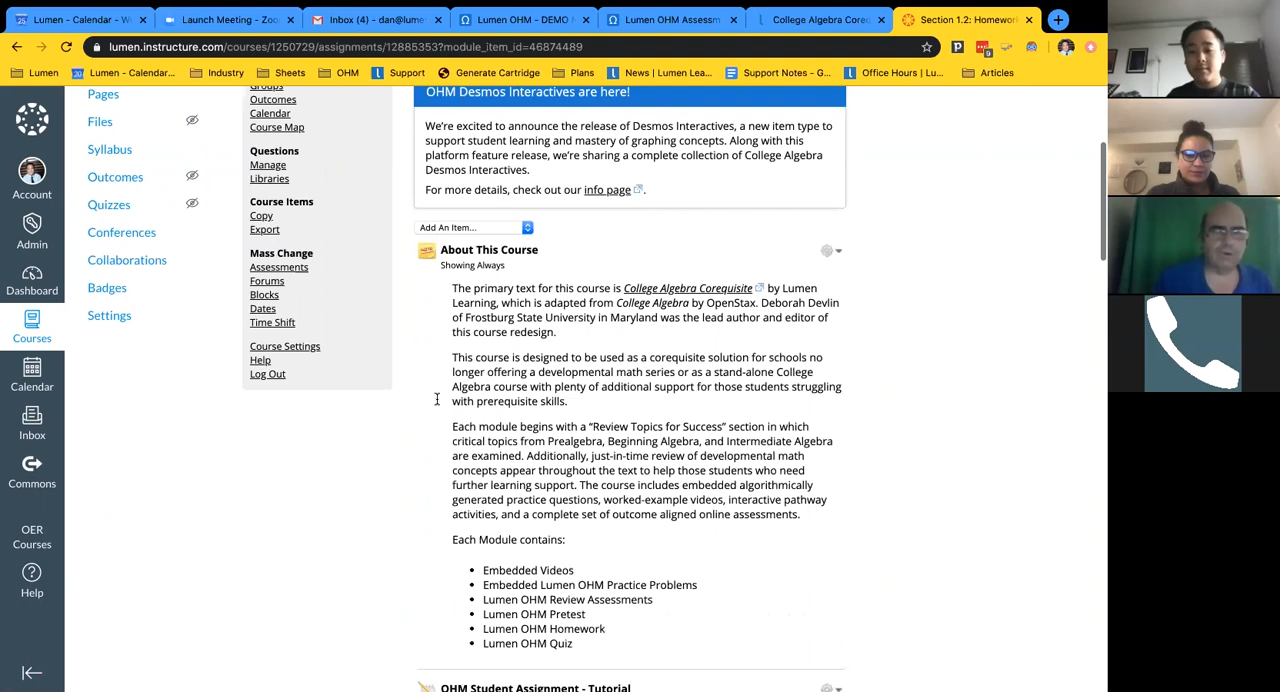 Lumen - Calendar - W
Launch Meeting - Zoo
Inbox (4) - dan@lume
Lumen OHM - DEMO
Lumen OHM Assessm
College Algebra Core
Section 1.2: Homewor
lumen.instructure.com/courses/1250729/assignments/12885353?module_item_id=46874489
Lumen
Lumen - Calendar...
Industry
Sheets
OHM
Support
Generate Cartridge
Plans
News | Lumen Lea...
Support Notes - G...
Office Hours | Lu...
Articles
Account
Admin
Dashboard
Courses
Calendar
Inbox
Commons
OER
Courses
Help
Pages
Files
Syllabus
Outcomes
Quizzes
Conferences
Collaborations
Badges
Settings
Groups
Outcomes
Calendar
Course Map
Questions
Manage
Libraries
Course Items
Copy
Export
Mass Change
Assessments
Forums
Blocks
Dates
Time Shift
Course Settings
Help
Log Out
OHM Desmos Interactives are here!
We're excited to announce the release of Desmos Interactives, a new item type to
support student learning and mastery of graphing concepts. Along with this
platform feature release, we're sharing a complete collection of College Algebra
Desmos Interactives.
For more details, check out our info page.
Add An Item...
About This Course
Showing Always
The primary text for this course is College Algebra Corequisite by Lumen
Learning, which is adapted from College Algebra by OpenStax. Deborah Devlin
of Frostburg State University in Maryland was the lead author and editor of
this course redesign.
This course is designed to be used as a corequisite solution for schools no
longer offering a developmental math series or as a stand-alone College
Algebra course with plenty of additional support for those students struggling
with prerequisite skills.
Each module begins with a "Review Topics for Success" section in which
critical topics from Prealgebra, Beginning Algebra, and Intermediate Algebra
are examined. Additionally, just-in-time review of developmental math
concepts appear throughout the text to help those students who need
further learning support. The course includes embedded algorithmically
generated practice questions, worked-example videos, interactive pathway
activities, and a complete set of outcome aligned online assessments.
Each Module contains:
• Embedded Videos
• Embedded Lumen OHM Practice Problems
• Lumen OHM Review Assessments
• Lumen OHM Pretest
• Lumen OHM Homework
• Lumen OHM Quiz
OHM Student Assignment - Tutorial